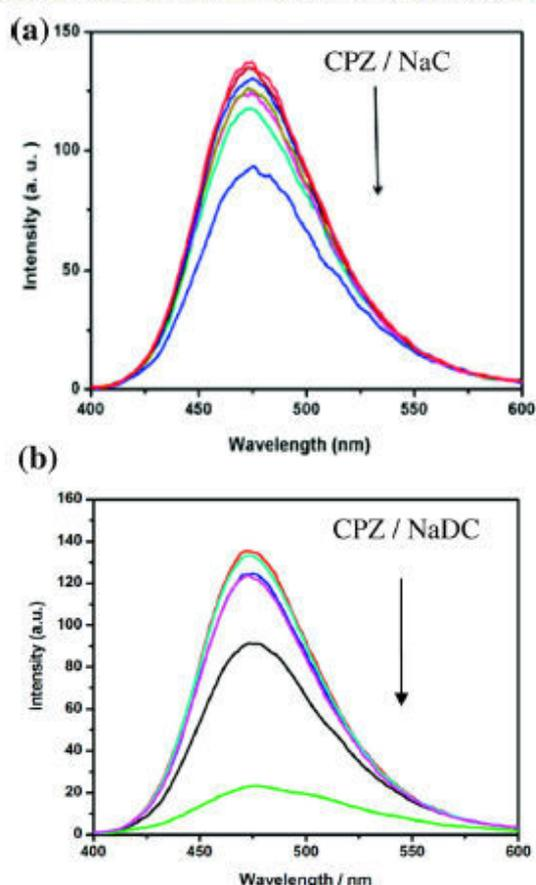 (a)
150
CPZ / NaC
100
50
0
Intensity (a. u. )
400 450 500 550 600
Wavelength (nm)
(b)
160
CPZ / NaDC
140
120
100
80
60
40
20
0
Intensity (a.u.)
400 450 500 550 600
Wavelength / nm